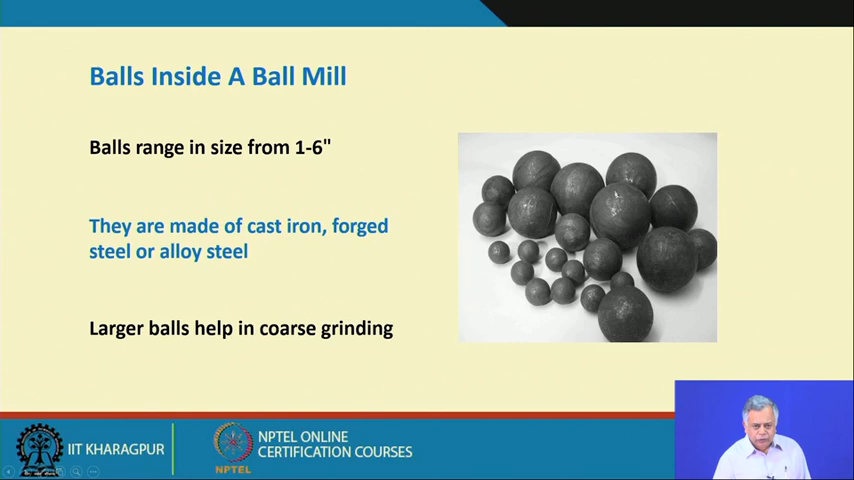 Balls Inside A Ball Mill
Balls range in size from 1-6"
They are made of cast iron, forged
steel or alloy steel
Larger balls help in coarse grinding
IIT KHARAGPUR
NPTEL
NPTEL ONLINE
CERTIFICATION COURSES